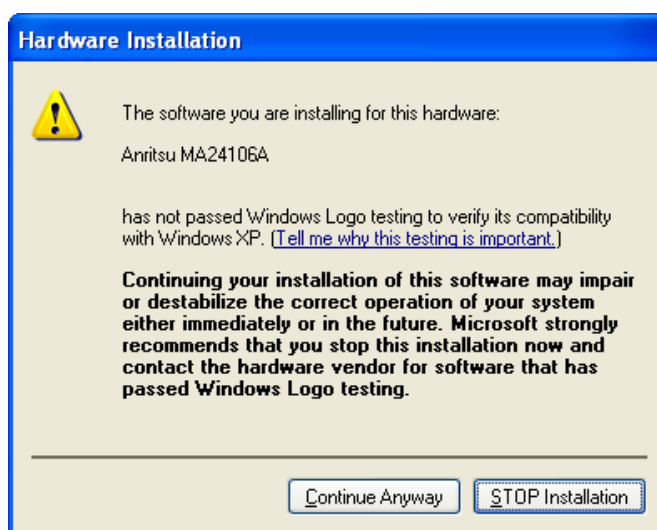 Hardware Installation
The software you are installing for this hardware:
Anritsu MA24106A
has not passed Windows Logo testing to verify its compatibility
with Windows XP. (Tell me why this testing is important.)
Continuing your installation of this software may impair
or destabilize the correct operation of your system
either immediately or in the future. Microsoft strongly
recommends that you stop this installation now and
contact the hardware vendor for software that has
passed Windows Logo testing.
Continue Anyway
STOP Installation